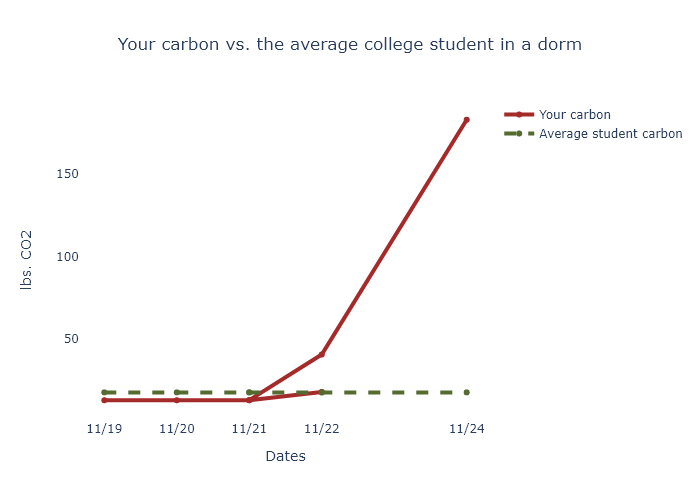 Your carbon vs. the average college student in a dorm
Your carbon
Average student carbon
150
100
50
lbs. CO2
11/19 11/20 11/21 11/22 11/24
Dates